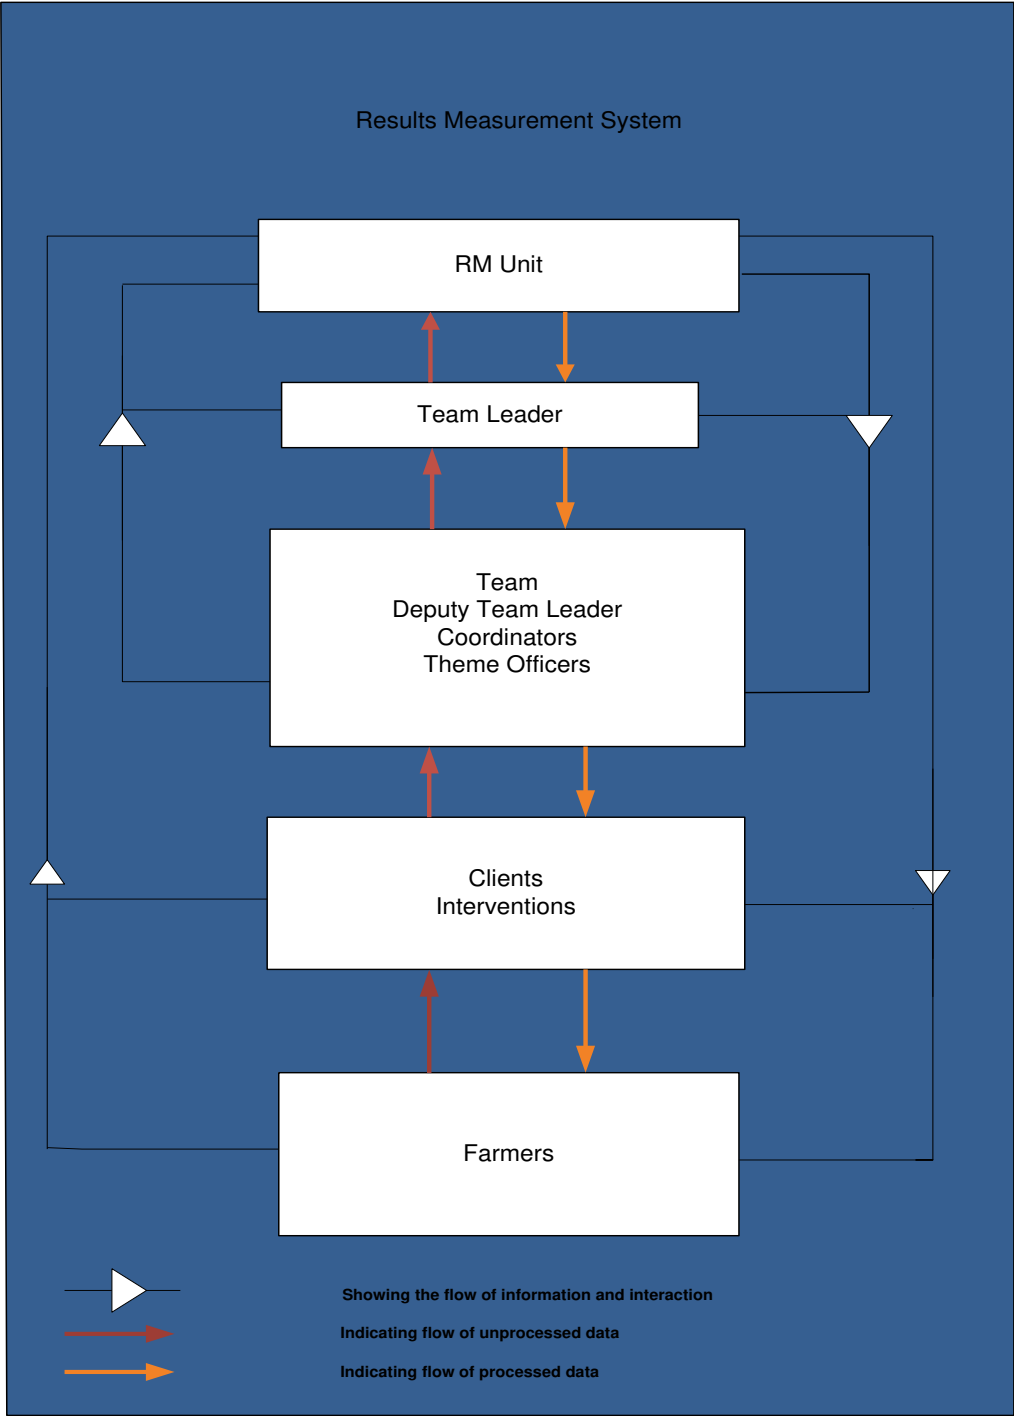 Results Measurement System
RM Unit
Team Leader
Team
Deputy Team Leader
Coordinators
Theme Officers
Clients
Interventions
Farmers
Showing the flow of information and interaction
Indicating flow of unprocessed data
Indicating flow of processed data